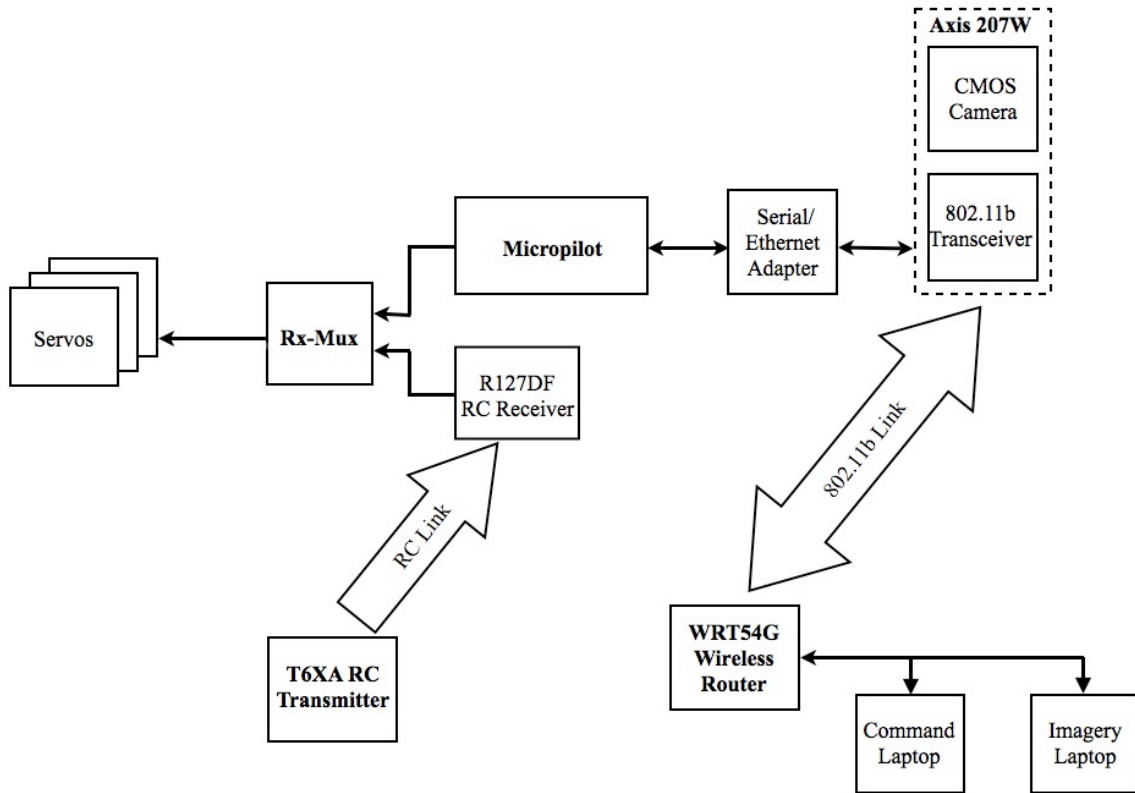 Axis 207W
CMOS
Camera
802.11b
Transceiver
Serial/
Ethernet
Adapter
Micropilot
Rx-Mux
Servos
R127DF
RC Receiver
RC Link
802.11b Link
T6XA RC
Transmitter
WRT54G
Wireless
Router
Command
Laptop
Imagery
Laptop